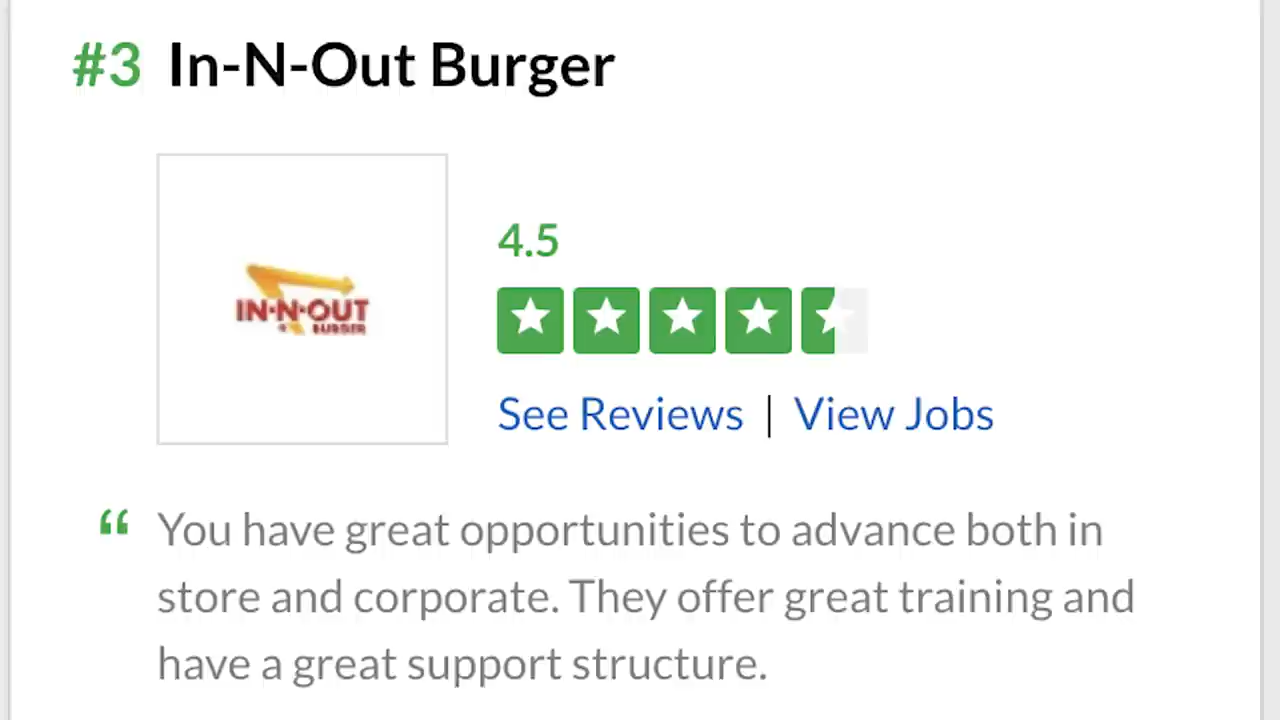 #3 In-N-Out Burger
IN-N-OUT
BURGER
4.5
See Reviews | View Jobs
“ You have great opportunities to advance both in
store and corporate. They offer great training and
have a great support structure.